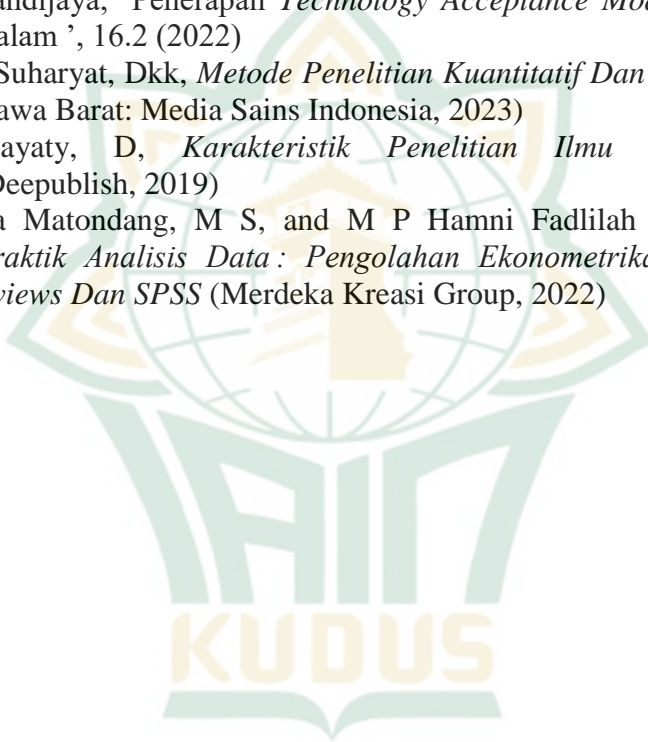 andijaya, 'Penerapan Technology Acceptance Mod
alam ', 16.2 (2022)
Suharyat, Dkk, Metode Penelitian Kuantitatif Dan
awa Barat: Media Sains Indonesia, 2023)
ayaty, D, Karakteristik Penelitian Ilmu
Deepublish, 2019)
a Matondang, M S, and M P Hamni Fadlilah
raktik Analisis Data : Pengolahan Ekonometrika
views Dan SPSS (Merdeka Kreasi Group, 2022)
IAIN
KUDUS